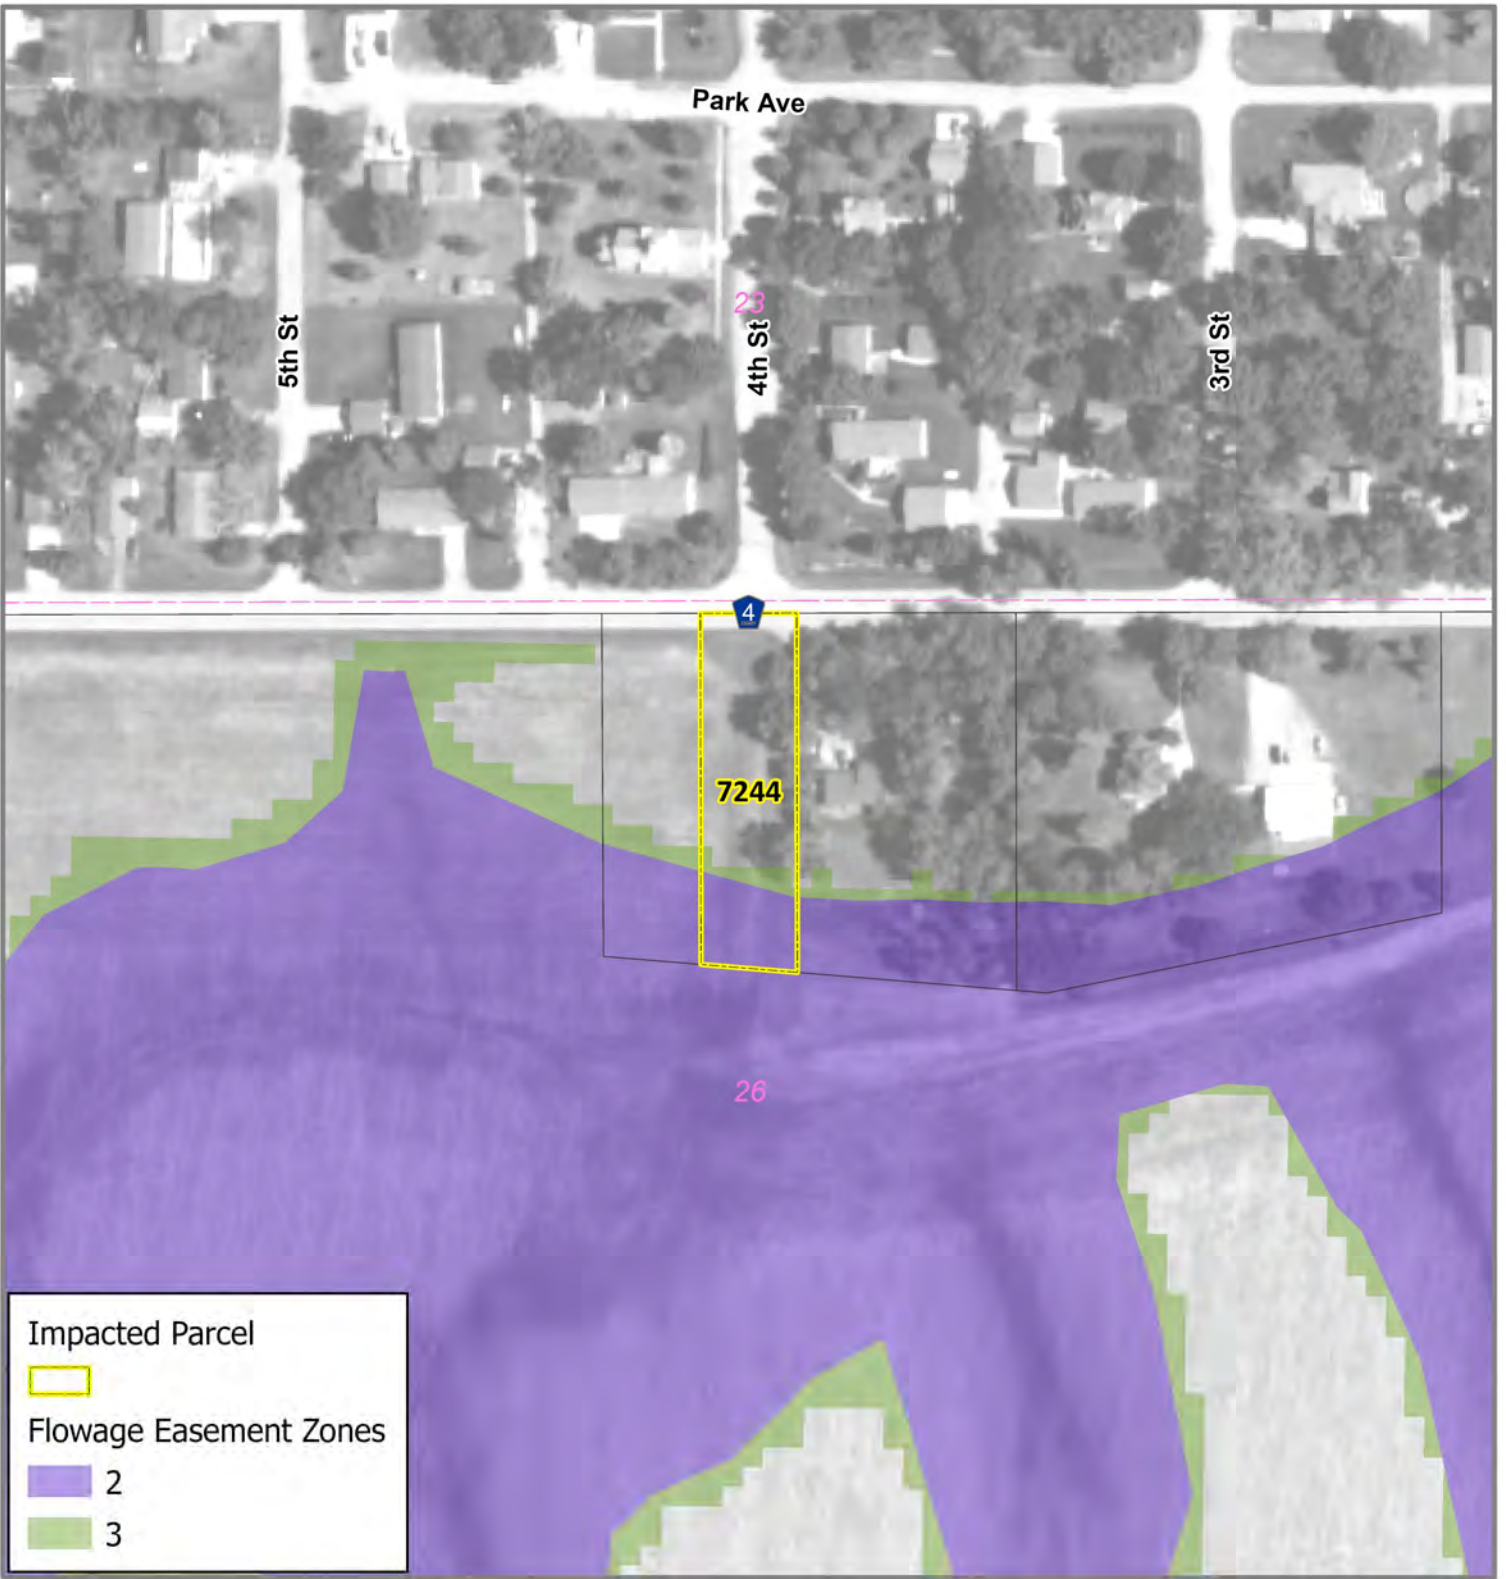 Park Ave
23
5th St
4th St
3rd St
4
7244
26
Impacted Parcel
Flowage Easement Zones
2
3